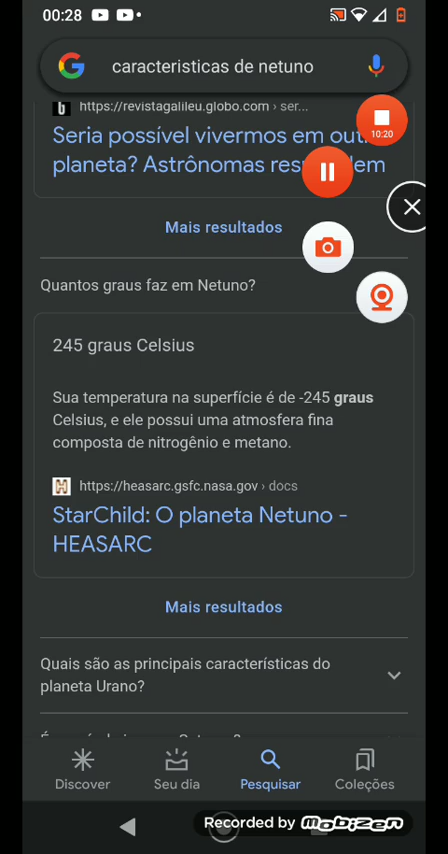 00:28
caracteristicas de netuno
https://revistagalileu.globo.com › ser...
Seria possível vivermos em out
10:20
planeta? Astrônomas res dem
Mais resultados
Quantos graus faz em Netuno?
245 graus Celsius
Sua temperatura na superfície é de -245 graus
Celsius, e ele possui uma atmosfera fina
composta de nitrogênio e metano.
https://heasarc.gsfc.nasa.gov › docs
StarChild: O planeta Netuno -
HEASARC
Mais resultados
Quais são as principais características do
planeta Urano?
Discover
Seu dia
Pesquisar
Coleções
Recorded by MOBIZEN